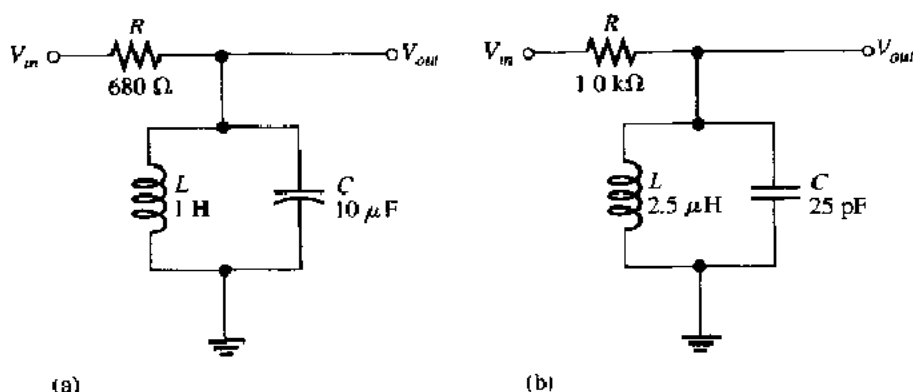 R
V_in
V_out
680 Ω
L
1 H
C
10 μF
(a)
R
V_in
V_out
1 0 kΩ
L
2.5 μH
C
25 pF
(b)